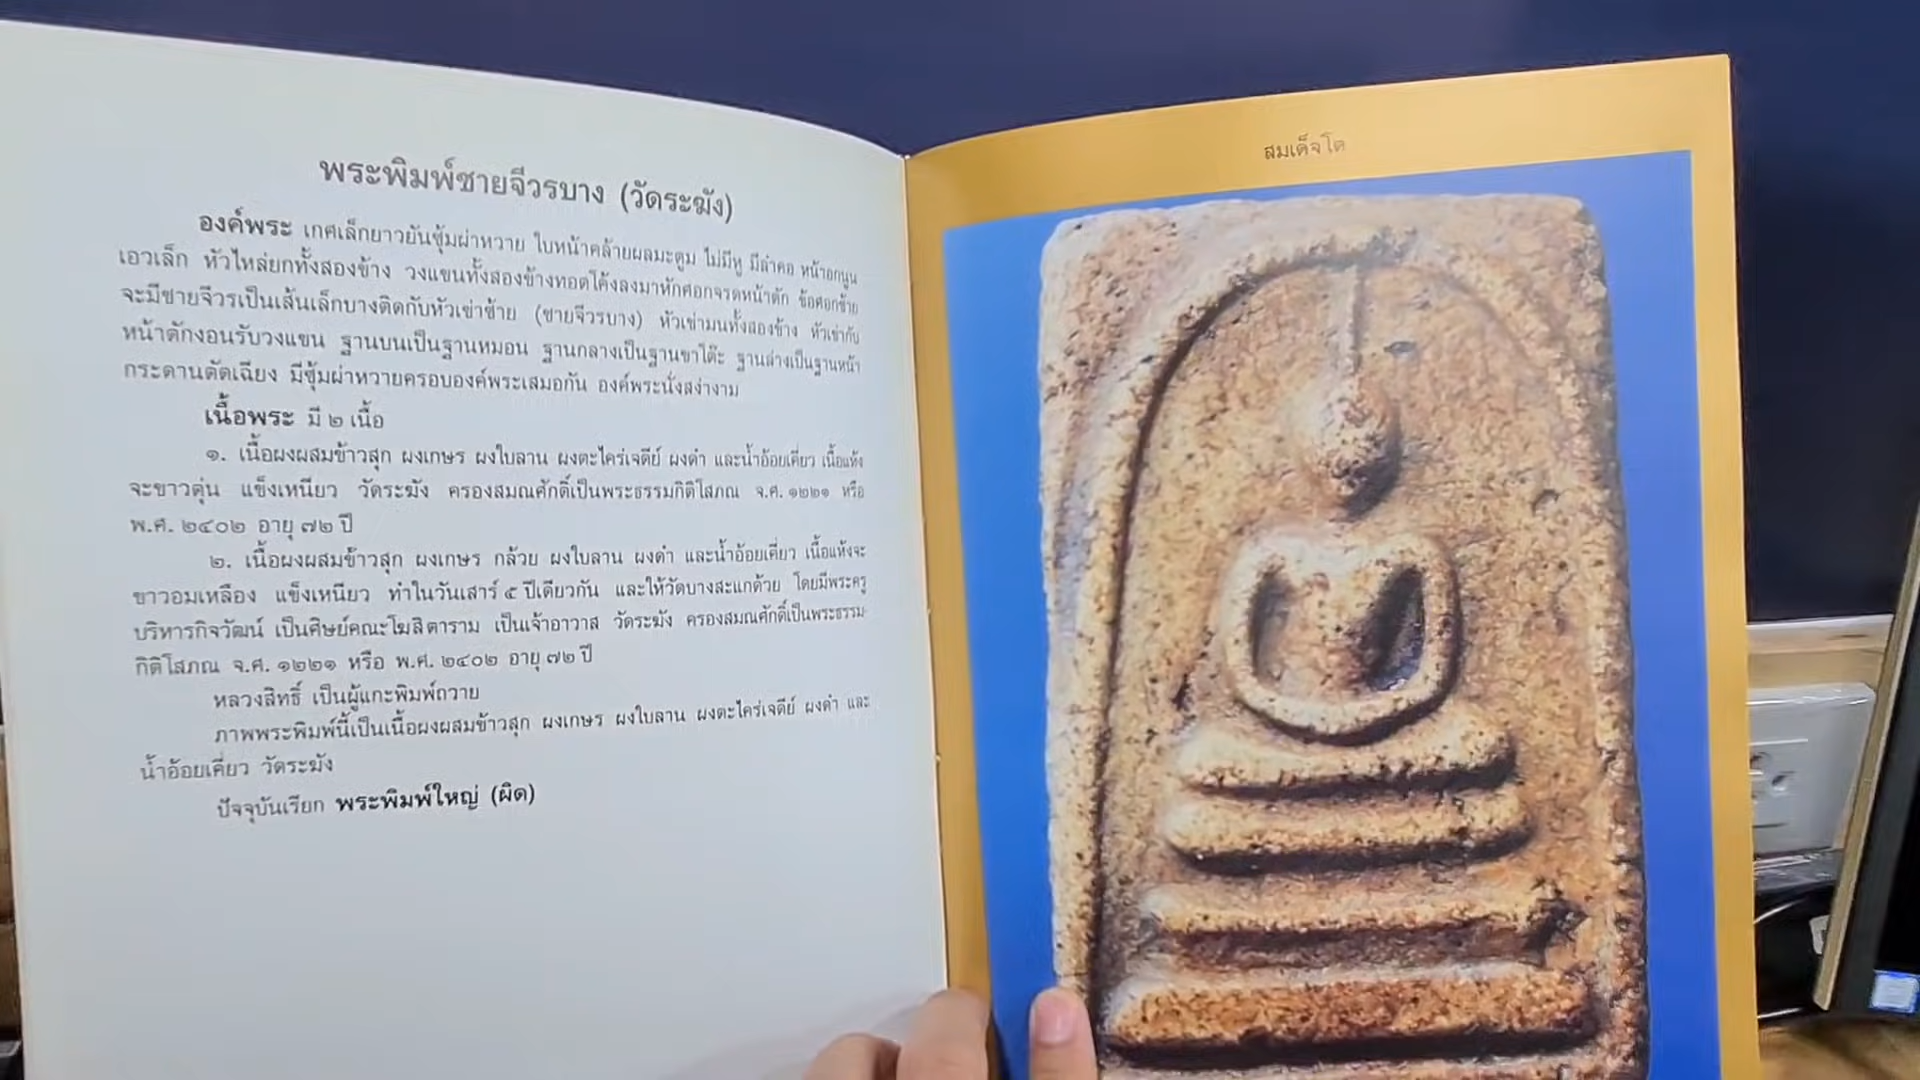 พระพิมพ์ชายจีวรบาง (วัดระฆัง)
องค์พระ เกศเล็กยาวยันซุ้มผ่าหวาย ใบหน้าคล้ายผลมะตูม ไม่มีหู มีลำคอ หน้าอกนูน
เอวเล็ก หัวไหล่ยกทั้งสองข้าง วงแขนทั้งสองข้างทอดโค้งลงมาหักศอกจรดหน้าตัก ข้อศอกซ้าย
จะมีชายจีวรเป็นเส้นเล็กบางติดกับหัวเข่าซ้าย (ชายจีวรบาง) หัวเข่ามนทั้งสองข้าง หัวเข่ากับ
หน้าตักงอนรับวงแขน ฐานบนเป็นฐานหมอน ฐานกลางเป็นฐานขาโต๊ะ ฐานล่างเป็นฐานหน้า
กระดานตัดเฉียง มีซุ้มผ่าหวายครอบองค์พระเสมอกัน องค์พระนั่งสง่างาม
เนื้อพระ มี ๒ เนื้อ
๑. เนื้อผงผสมข้าวสุก ผงเกษร ผงใบลาน ผงตะไคร่เจดีย์ ผงดำ และน้ำอ้อยเคี่ยว เนื้อแห้ง
จะขาวตุ่น แข็งเหนียว วัดระฆัง ครองสมณศักดิ์เป็นพระธรรมกิติโสภณ จ.ศ. ๑๒๒๑ หรือ
พ.ศ. ๒๔๐๒ อายุ ๗๒ ปี
๒. เนื้อผงผสมข้าวสุก ผงเกษร กล้วย ผงใบลาน ผงดำ และน้ำอ้อยเคี่ยว เนื้อแห้งจะ
ขาวอมเหลือง แข็งเหนียว ทำในวันเสาร์ ๕ ปีเดียวกัน และให้วัดบางสะแกด้วย โดยมีพระครู
บริหารกิจวัฒน์ เป็นศิษย์คณะโฆสิตาราม เป็นเจ้าอาวาส วัดระฆัง ครองสมณศักดิ์เป็นพระธรรม-
กิติโสภณ จ.ศ. ๑๒๒๑ หรือ พ.ศ. ๒๔๐๒ อายุ ๗๒ ปี
หลวงสิทธิ์ เป็นผู้แกะพิมพ์ถวาย
ภาพพระพิมพ์นี้เป็นเนื้อผงผสมข้าวสุก ผงเกษร ผงใบลาน ผงตะไคร่เจดีย์ ผงดำ และ
น้ำอ้อยเคี่ยว วัดระฆัง
ปัจจุบันเรียก พระพิมพ์ใหญ่ (ผิด)
สมเด็จโต